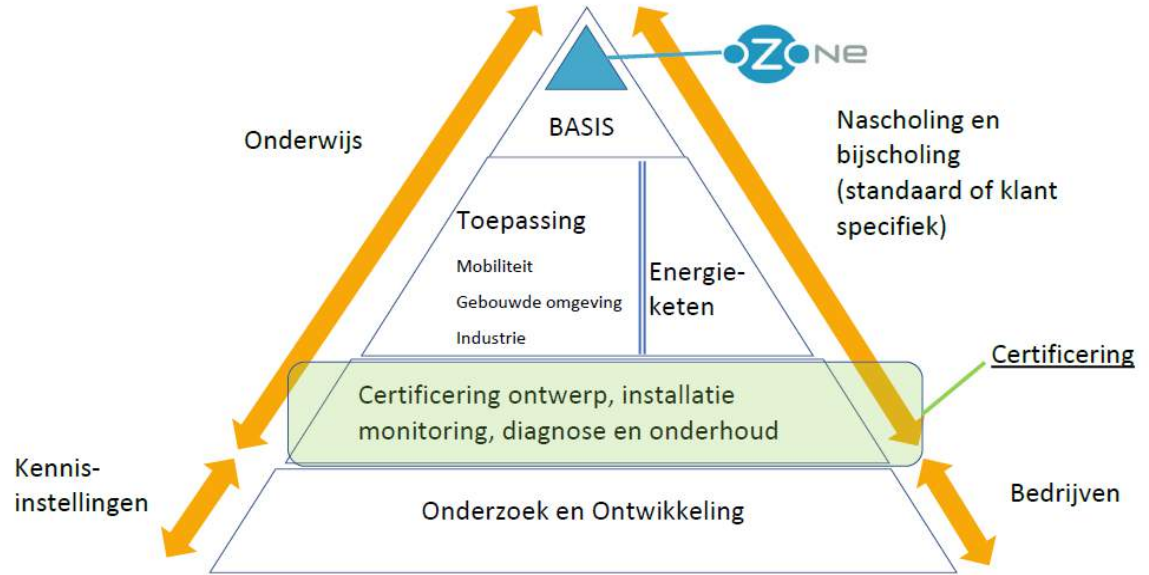 oZone
BASIS
Onderwijs
Nascholing en
bijscholing
(standaard of klant
specifiek)
Toepassing
Mobiliteit
Gebouwde omgeving
Industrie
Energie-
keten
Certificering
Certificering ontwerp, installatie
monitoring, diagnose en onderhoud
Kennis-
instellingen
Onderzoek en Ontwikkeling
Bedrijven